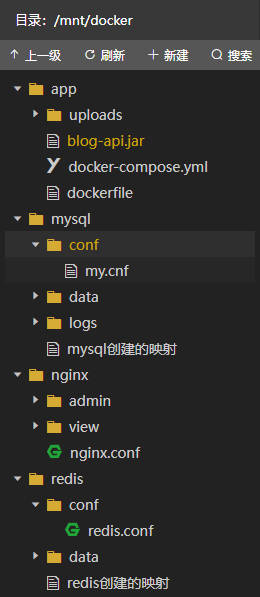 目录：/mnt/docker
上一级 刷新 新建 搜索
app
uploads
blog-api.jar
docker-compose.yml
dockerfile
mysql
conf
my.cnf
data
logs
mysql创建的映射
nginx
admin
view
nginx.conf
redis
conf
redis.conf
data
redis创建的映射